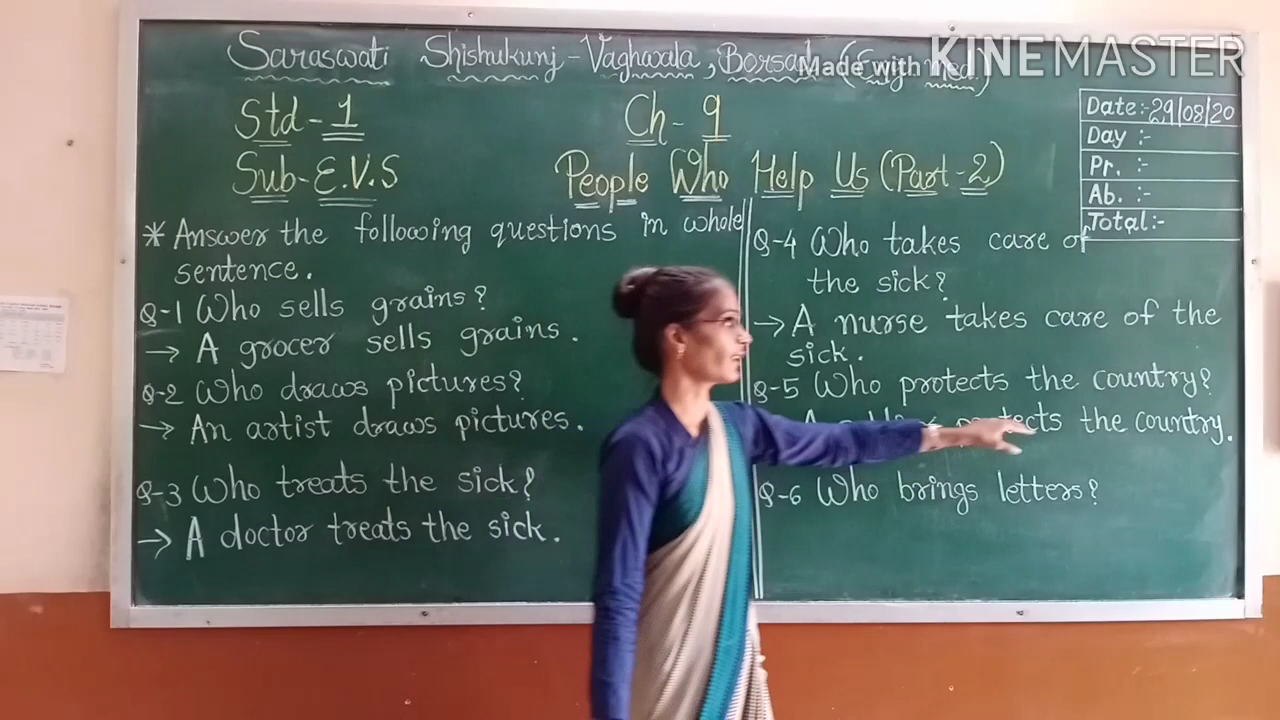 Saraswati Shishukunj - Vaghwala, Borsad (Eng. Med.)
Made with KINEMASTER
Std - 1
Ch - 9
Sub - E.V.S
People Who Help Us (Part - 2)
Date:- 29/08/20
Day :-
Pr. :-
Ab. :-
Total:-
* Answer the following questions in whole
sentence.
Q-1 Who sells grains?
→ A grocer sells grains.
Q-2 Who draws pictures?
→ An artist draws pictures.
Q-3 Who treats the sick?
→ A doctor treats the sick.
Q-4 Who takes care of
the sick?
→ A nurse takes care of the
sick.
Q-5 Who protects the country?
A protects the country.
Q-6 Who brings letters?